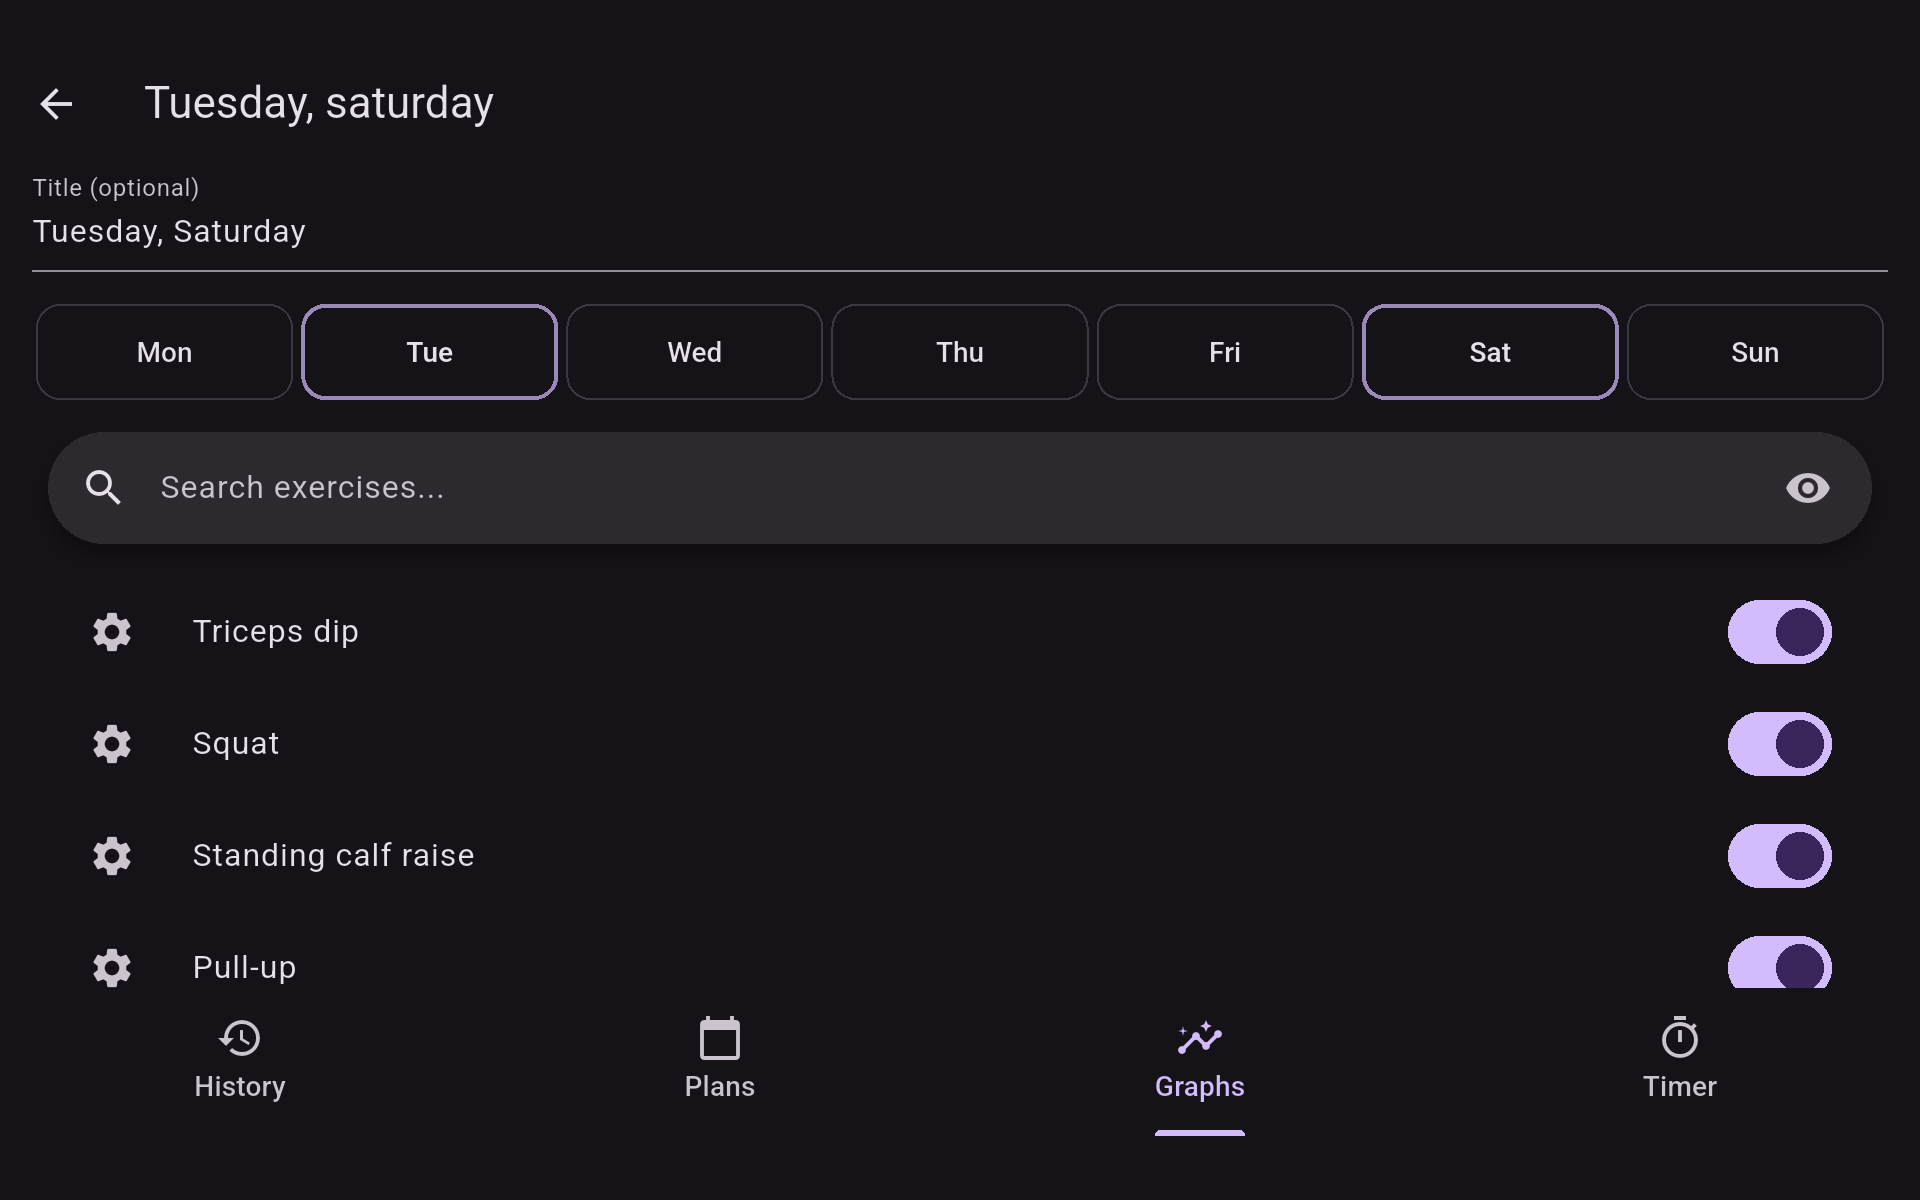 Tuesday, saturday
Title (optional)
Tuesday, Saturday
Mon Tue Wed Thu Fri Sat Sun
Search exercises...
Triceps dip
Squat
Standing calf raise
Pull-up
History Plans Graphs Timer